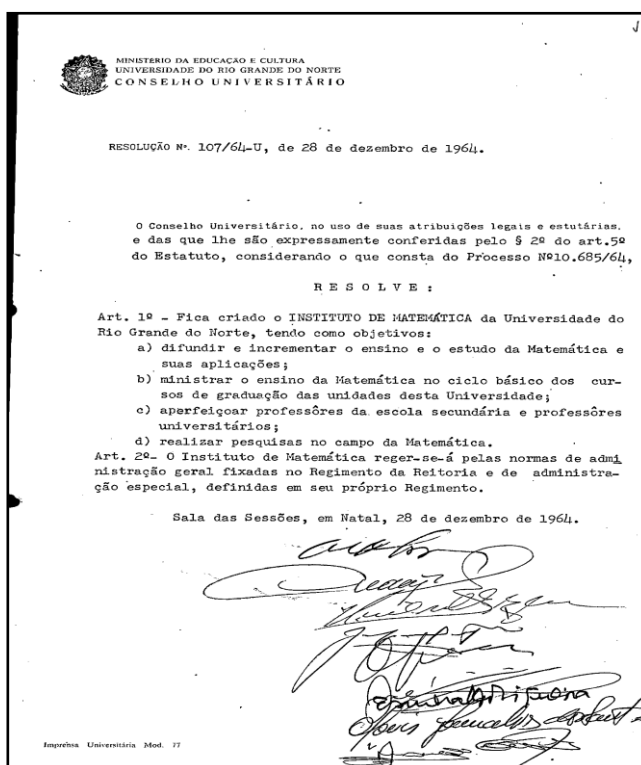 MINISTÉRIO DA EDUCAÇÃO E CULTURA
UNIVERSIDADE DO RIO GRANDE DO NORTE
CONSELHO UNIVERSITÁRIO
RESOLUÇÃO Nº. 107/64-U, de 28 de dezembro de 1964.
O Conselho Universitário, no uso de suas atribuições legais e estutárias,
e das que lhe são expressamente conferidas pelo § 2º do art.5º
do Estatuto, considerando o que consta do Processo Nº10.685/64,
R E S O L V E :
Art. 1º - Fica criado o INSTITUTO DE MATEMÁTICA da Universidade do
Rio Grande do Norte, tendo como objetivos:
a) difundir e incrementar o ensino e o estudo da Matemática e
suas aplicações;
b) ministrar o ensino da Matemática no ciclo básico dos cur-
sos de graduação das unidades desta Universidade;
c) aperfeiçoar professôres da escola secundária e professôres
universitários;
d) realizar pesquisas no campo da Matemática.
Art. 2º- O Instituto de Matemática reger-se-á pelas normas de admi
nistração geral fixadas no Regimento da Reitoria e de administra-
ção especial, definidas em seu próprio Regimento.
Sala das Sessões, em Natal, 28 de dezembro de 1964.
Imprensa Universitária Mod. 77